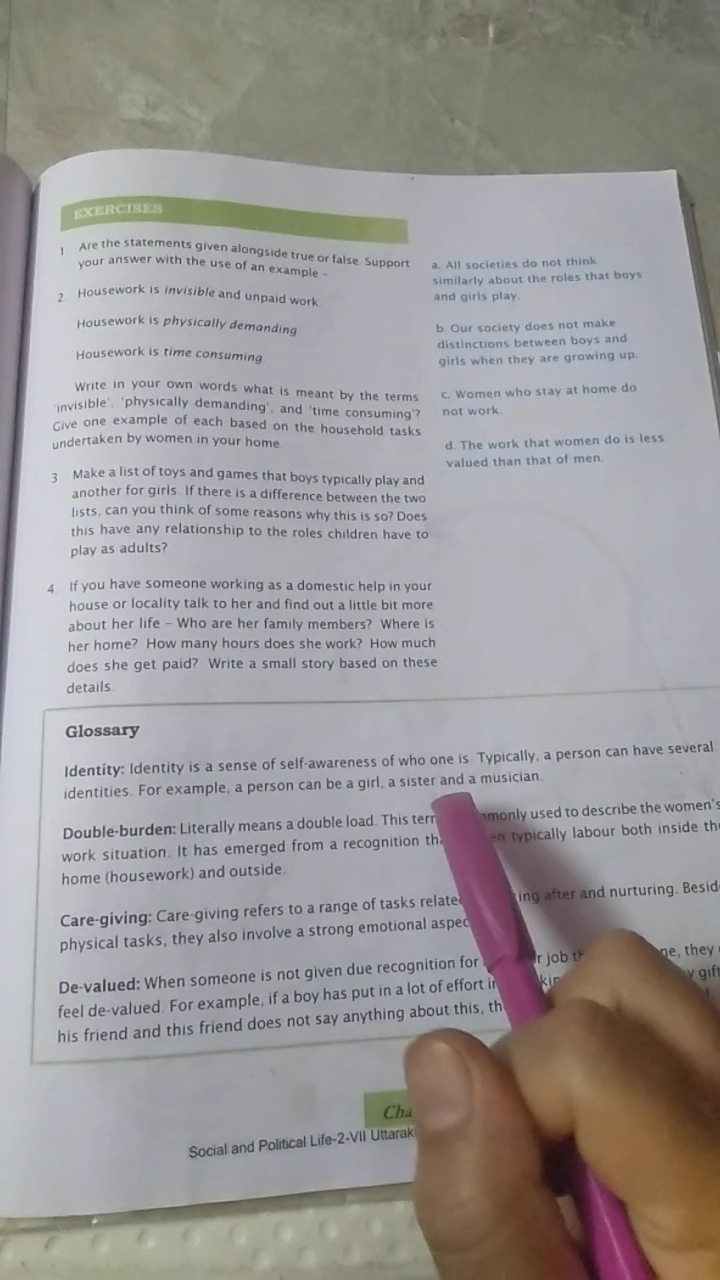 EXERCISES
1. Are the statements given alongside true or false. Support
your answer with the use of an example –
2. Housework is invisible and unpaid work.
Housework is physically demanding.
Housework is time consuming.
Write in your own words what is meant by the terms
'invisible', 'physically demanding', and 'time consuming'?
Give one example of each based on the household tasks
undertaken by women in your home.
3. Make a list of toys and games that boys typically play and
another for girls. If there is a difference between the two
lists, can you think of some reasons why this is so? Does
this have any relationship to the roles children have to
play as adults?
4. If you have someone working as a domestic help in your
house or locality talk to her and find out a little bit more
about her life – Who are her family members? Where is
her home? How many hours does she work? How much
does she get paid? Write a small story based on these
details.
a. All societies do not think
similarly about the roles that boys
and girls play.
b. Our society does not make
distinctions between boys and
girls when they are growing up.
c. Women who stay at home do
not work.
d. The work that women do is less
valued than that of men.
Glossary
Identity: Identity is a sense of self-awareness of who one is. Typically, a person can have several
identities. For example, a person can be a girl, a sister and a musician.
Double-burden: Literally means a double load. This used to describe the women's
work situation. It has emerged from a recognition typically labour both inside
home (housework) and outside.
Care-giving: Care-giving refers to a range of tasks after and nurturing.
physical tasks, they also involve a strong emotional
De-valued: When someone is not given due recognition for job they
feel de-valued. For example, if a boy has put in a lot of effort
his friend and this friend does not say anything about this,
Social and Political Life-2-VII